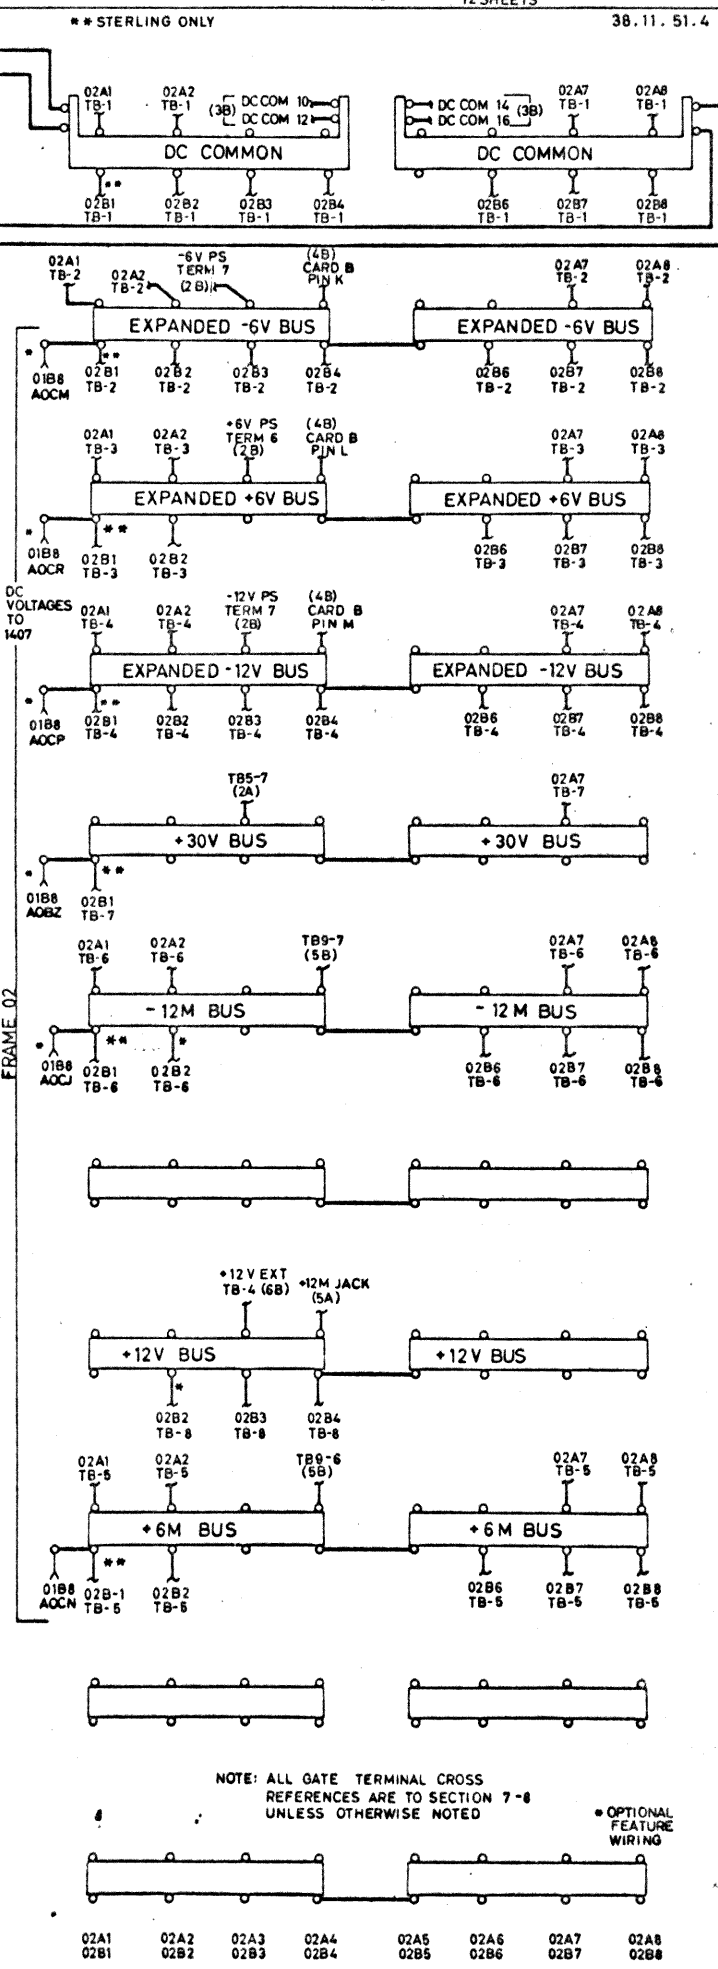 12 SHEETS
** STERLING ONLY
38.11.51.4
02A1 TB-1
02A2 TB-1
(3B)
DC COM 10
DC COM 12
DC COM 14
DC COM 16
(3B)
02A7 TB-1
02A8 TB-1
DC COMMON
DC COMMON
**
02B1 TB-1
02B2 TB-1
02B3 TB-1
02B4 TB-1
02B6 TB-1
02B7 TB-1
02B8 TB-1
02A1 TB-2
02A2 TB-2
-6V PS TERM 7 (2B)
(4B) CARD B PIN K
02A7 TB-2
02A8 TB-2
EXPANDED -6V BUS
EXPANDED -6V BUS
*
**
01B8 AOCM
02B1 TB-2
02B2 TB-2
02B3 TB-2
02B4 TB-2
02B6 TB-2
02B7 TB-2
02B8 TB-2
02A1 TB-3
02A2 TB-3
+6V PS TERM 6 (2B)
(4B) CARD B PIN L
02A7 TB-3
02A8 TB-3
EXPANDED +6V BUS
EXPANDED +6V BUS
*
**
01B8 AOCR
02B1 TB-3
02B2 TB-3
02B6 TB-3
02B7 TB-3
02B8 TB-3
DC VOLTAGES TO 1407
02A1 TB-4
02A2 TB-4
-12V PS TERM 7 (2B)
(4B) CARD B PIN M
02A7 TB-4
02A8 TB-4
EXPANDED -12V BUS
EXPANDED -12V BUS
*
**
01B8 AOCP
02B1 TB-4
02B2 TB-4
02B3 TB-4
02B4 TB-4
02B6 TB-4
02B7 TB-4
02B8 TB-4
TB5-7 (2A)
02A7 TB-7
+30V BUS
+30V BUS
*
**
01B8 AOBZ
02B1 TB-7
FRAME 02
02A1 TB-6
02A2 TB-6
TB9-7 (5B)
02A7 TB-6
02A8 TB-6
-12M BUS
-12M BUS
*
**
*
01B8 AOCJ
02B1 TB-6
02B2 TB-6
02B6 TB-6
02B7 TB-6
02B8 TB-6
+12V EXT TB-4 (6B)
+12M JACK (5A)
+12V BUS
+12V BUS
*
02B2 TB-8
02B3 TB-8
02B4 TB-8
02A1 TB-5
02A2 TB-5
TB9-6 (5B)
02A7 TB-5
02A8 TB-5
+6M BUS
+6M BUS
**
01B8 AOCN
02B-1 TB-5
02B2 TB-5
02B6 TB-5
02B7 TB-5
02B8 TB-5
NOTE: ALL GATE TERMINAL CROSS
REFERENCES ARE TO SECTION 7-8
UNLESS OTHERWISE NOTED
* OPTIONAL
FEATURE
WIRING
02A1 02A2 02A3 02A4 02A5 02A6 02A7 02A8
02B1 02B2 02B3 02B4 02B5 02B6 02B7 02B8